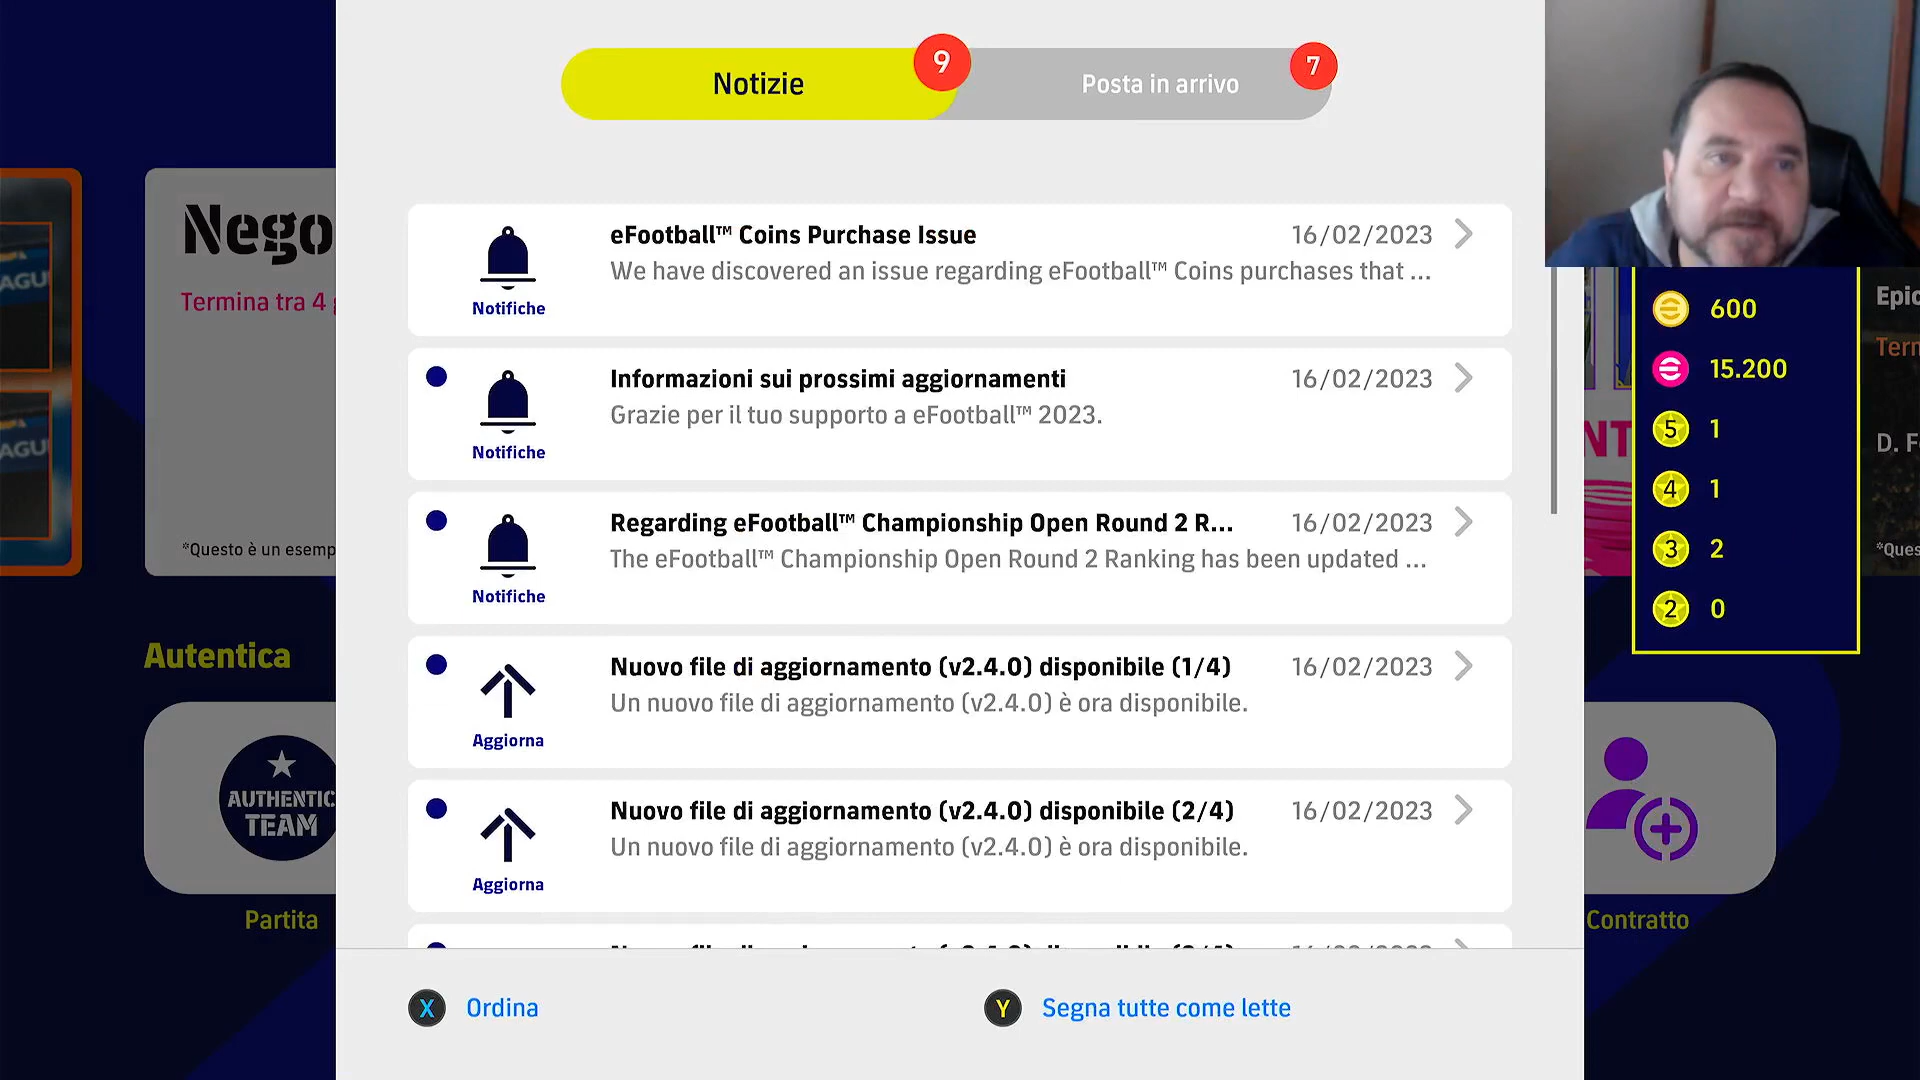 Notizie
9
Posta in arrivo
7
eFootball™ Coins Purchase Issue
16/02/2023
We have discovered an issue regarding eFootball™ Coins purchases that ...
Notifiche
Informazioni sui prossimi aggiornamenti
16/02/2023
Grazie per il tuo supporto a eFootball™ 2023.
Notifiche
Regarding eFootball™ Championship Open Round 2 R...
16/02/2023
The eFootball™ Championship Open Round 2 Ranking has been updated ...
Notifiche
Nuovo file di aggiornamento (v2.4.0) disponibile (1/4)
16/02/2023
Un nuovo file di aggiornamento (v2.4.0) è ora disponibile.
Aggiorna
Nuovo file di aggiornamento (v2.4.0) disponibile (2/4)
16/02/2023
Un nuovo file di aggiornamento (v2.4.0) è ora disponibile.
Aggiorna
X Ordina
Y Segna tutte come lette
Nego
Termina tra 4 g
*Questo è un esemp
Autentica
AUTHENTIC
TEAM
Partita
600
15.200
5 1
4 1
3 2
2 0
Epic
Term
D. F
*Ques
NT
Contratto
AGU
AGU